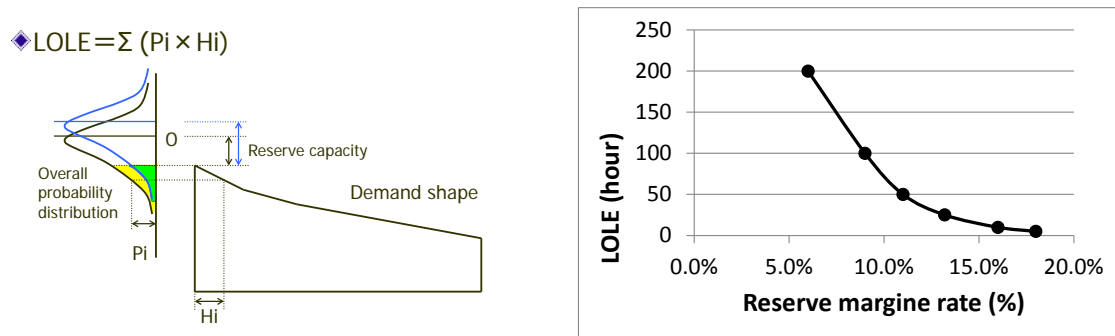 LOLE=Σ (Pi × Hi)
O
Reserve capacity
Overall
probability
distribution
Demand shape
Pi
Hi
250
200
150
100
50
0
LOLE (hour)
0.0% 5.0% 10.0% 15.0% 20.0%
Reserve margine rate (%)